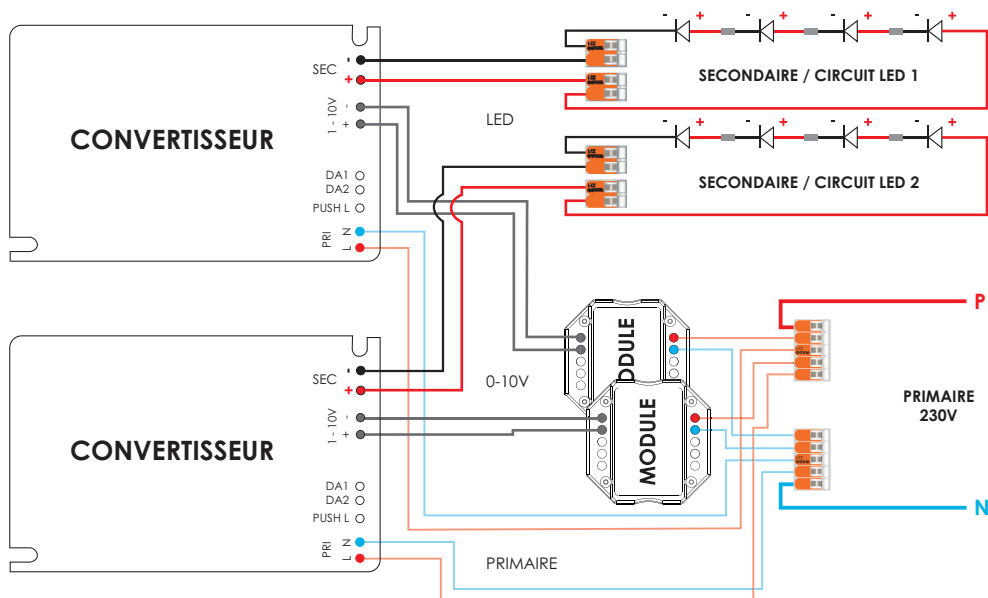 CONVERTISSEUR
SEC
-
+
1 - 10V
-
+
DA1
DA2
PUSH L
PRI
N
L
LED
- + - + - + - +
SECONDAIRE / CIRCUIT LED 1
- + - + - + - +
SECONDAIRE / CIRCUIT LED 2
CONVERTISSEUR
SEC
-
+
1 - 10V
-
+
DA1
DA2
PUSH L
PRI
N
L
0-10V
MODULE
PRIMAIRE
P
PRIMAIRE
230V
N